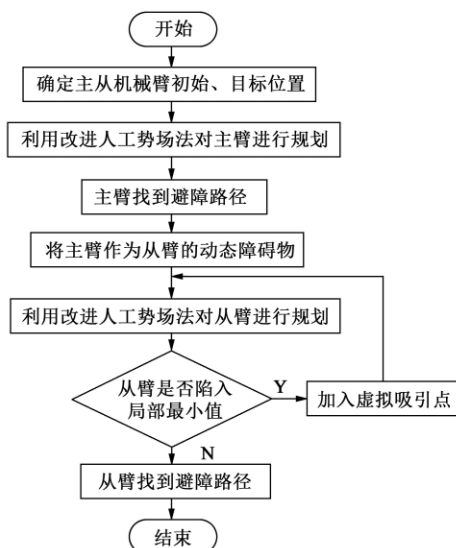 开始
确定主从机械臂初始、目标位置
利用改进人工势场法对主臂进行规划
主臂找到避障路径
将主臂作为从臂的动态障碍物
利用改进人工势场法对从臂进行规划
从臂是否陷入
局部最小值
Y
加入虚拟吸引点
N
从臂找到避障路径
结束